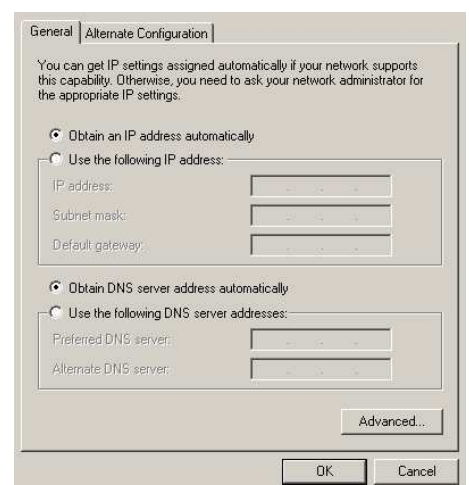 General
Alternate Configuration
You can get IP settings assigned automatically if your network supports
this capability. Otherwise, you need to ask your network administrator for
the appropriate IP settings.
Obtain an IP address automatically
Use the following IP address:
IP address:
Subnet mask:
Default gateway:
Obtain DNS server address automatically
Use the following DNS server addresses:
Preferred DNS server:
Alternate DNS server:
Advanced...
OK
Cancel